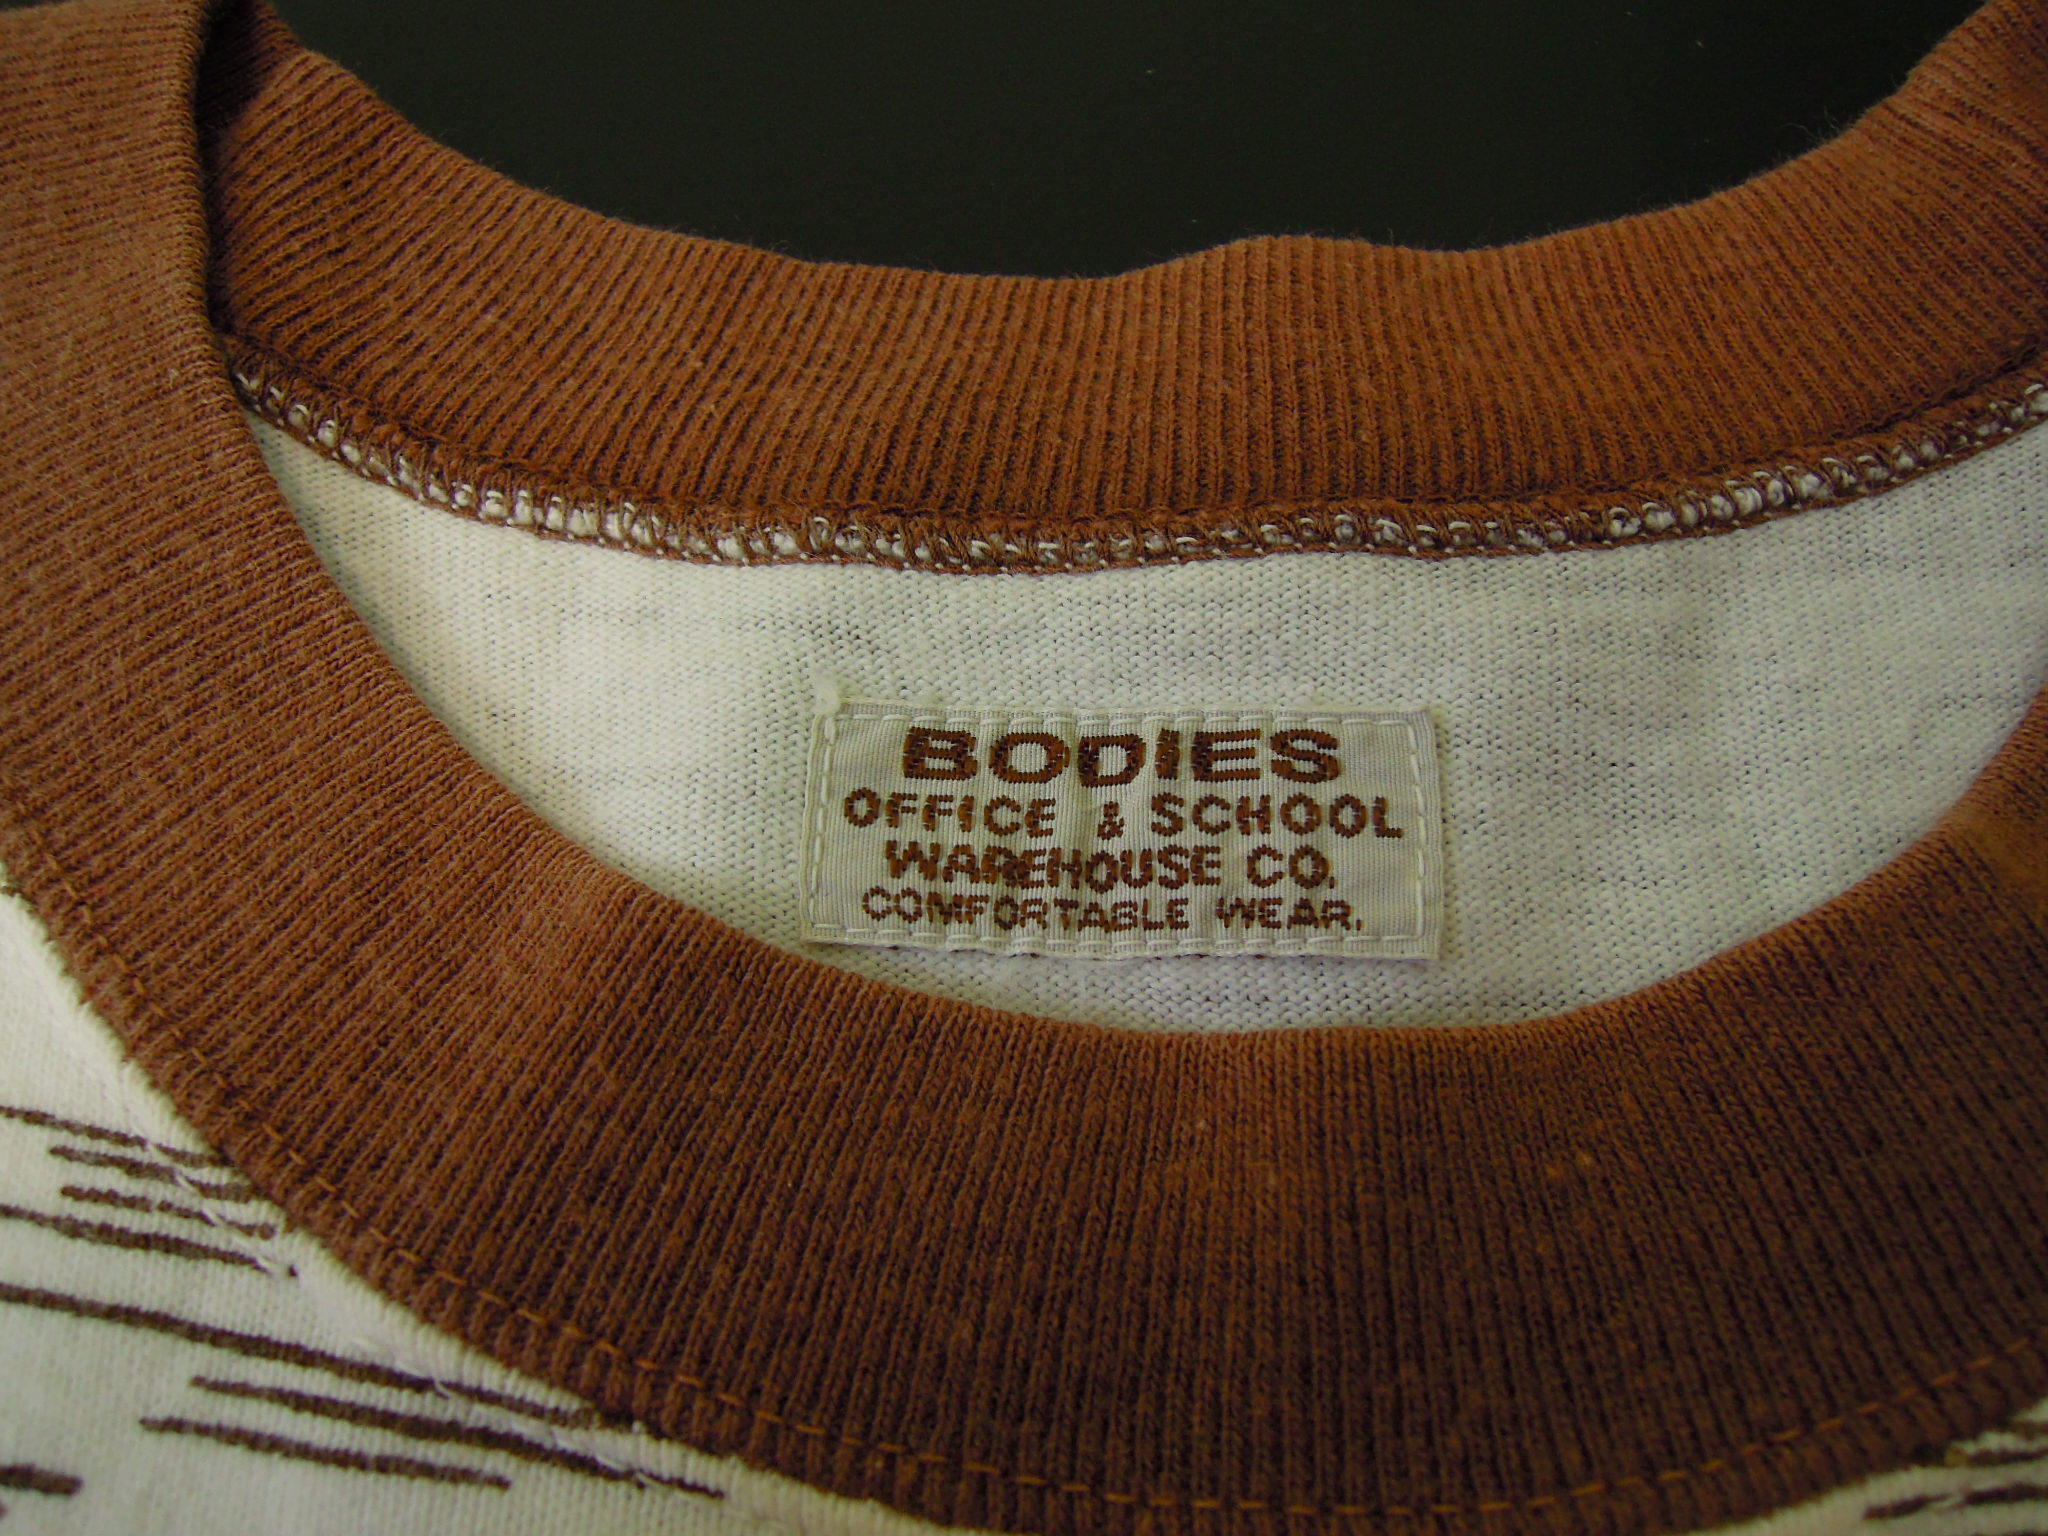 BODIES
OFFICE & SCHOOL
WAREHOUSE CO.
COMFORTABLE WEAR.